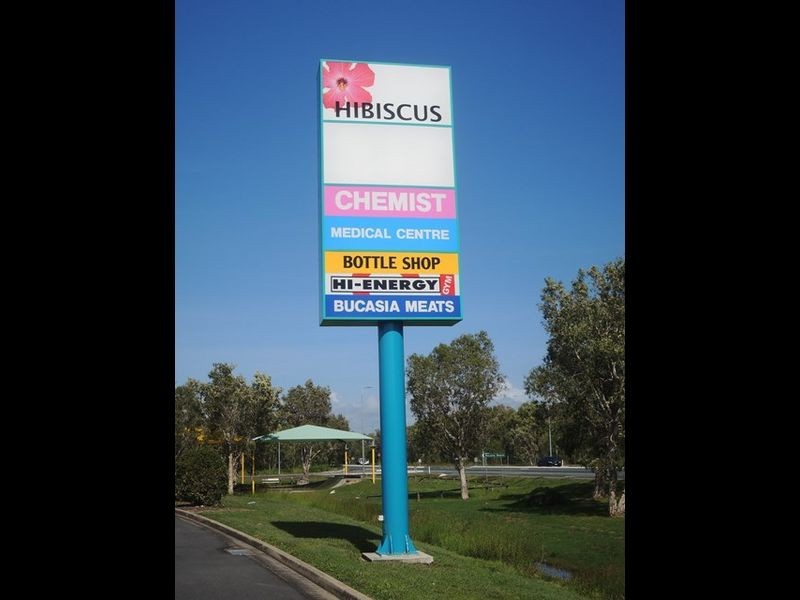 HIBISCUS
CHEMIST
MEDICAL CENTRE
BOTTLE SHOP
HI-ENERGY GYM
BUCASIA MEATS